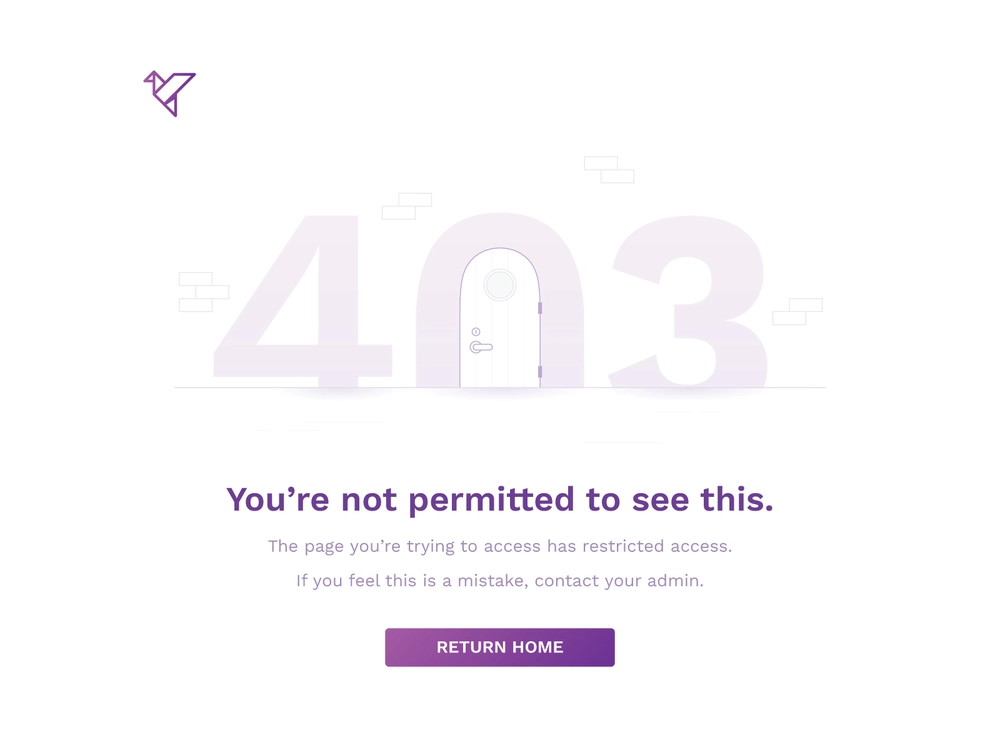 403
You’re not permitted to see this.
The page you’re trying to access has restricted access.
If you feel this is a mistake, contact your admin.
RETURN HOME